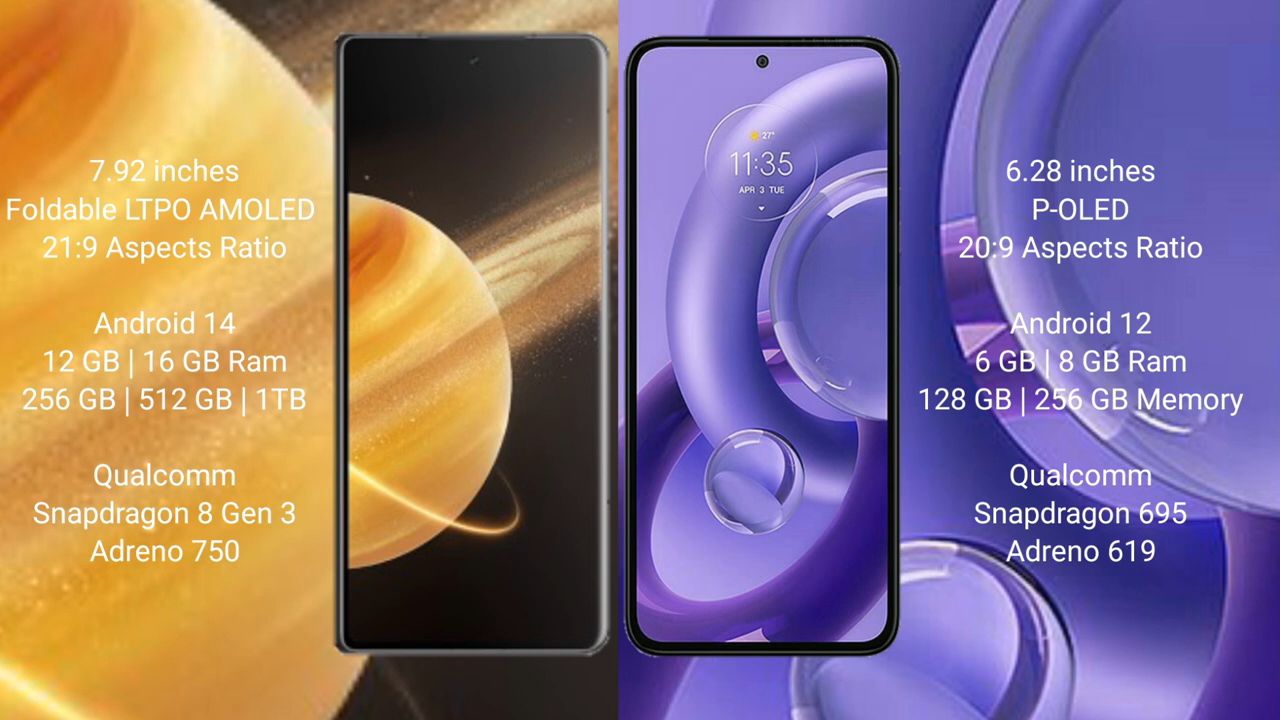 7.92 inches
Foldable LTPO AMOLED
21:9 Aspects Ratio
Android 14
12 GB | 16 GB Ram
256 GB | 512 GB | 1TB
Qualcomm
Snapdragon 8 Gen 3
Adreno 750
27°
11:35
APR 3 TUE
6.28 inches
P-OLED
20:9 Aspects Ratio
Android 12
6 GB | 8 GB Ram
128 GB | 256 GB Memory
Qualcomm
Snapdragon 695
Adreno 619